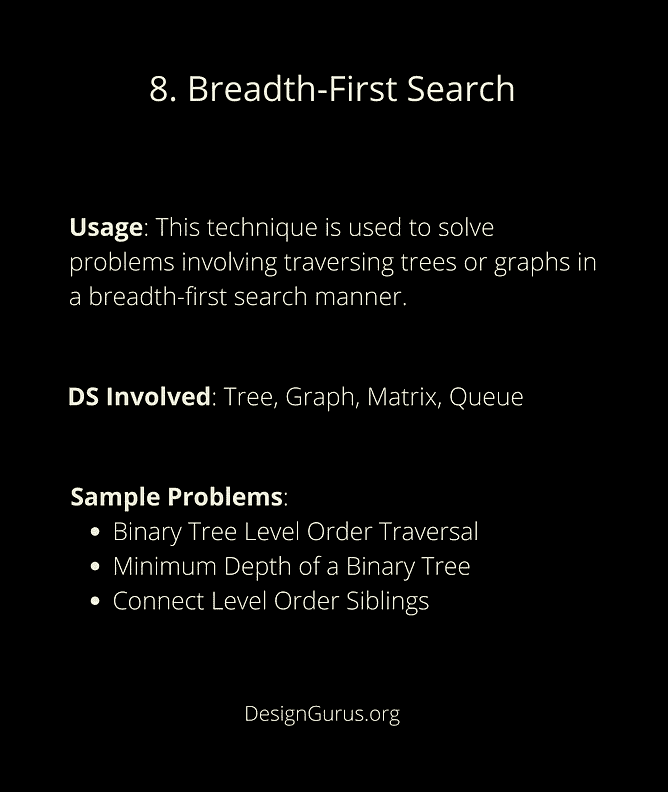 8. Breadth-First Search
Usage: This technique is used to solve
problems involving traversing trees or graphs in
a breadth-first search manner.
DS Involved: Tree, Graph, Matrix, Queue
Sample Problems:
• Binary Tree Level Order Traversal
• Minimum Depth of a Binary Tree
• Connect Level Order Siblings
DesignGurus.org